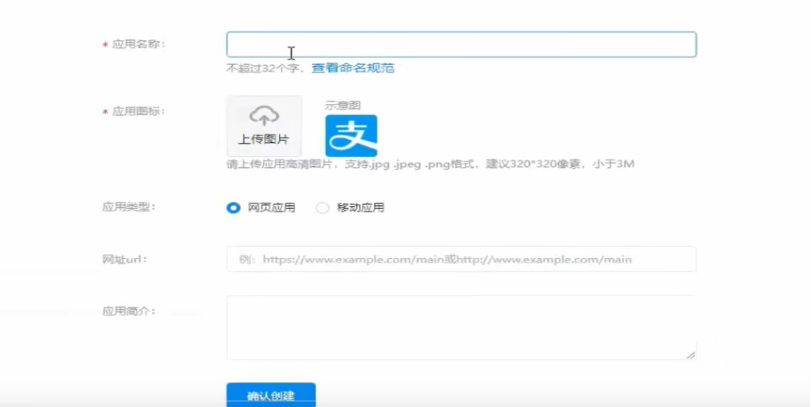 * 应用名称：
不超过32个字，查看命名规范
* 应用图标：
上传图片
示意图
支
请上传应用高清图片，支持.jpg .jpeg .png格式，建议320*320像素，小于3M
应用类型：
网页应用 移动应用
网址url：
例：https://www.example.com/main或http://www.example.com/main
应用简介：
确认创建